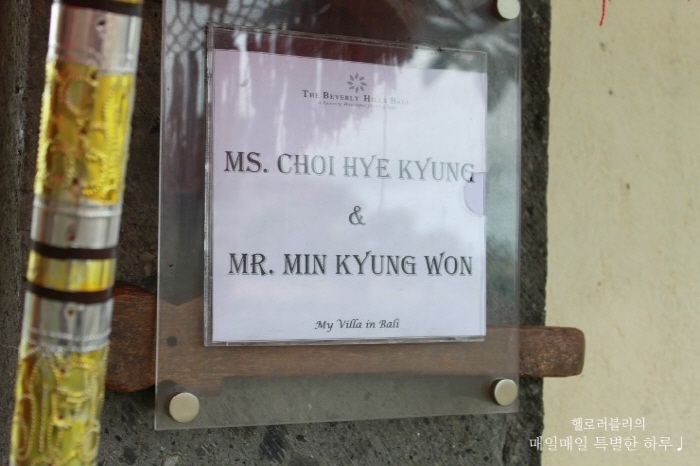 THE BEVERLY HILLS BALI
MS. CHOI HYE KYUNG
&
MR. MIN KYUNG WON
My Villa in Bali
헬로러블리의
매일매일 특별한 하루♩